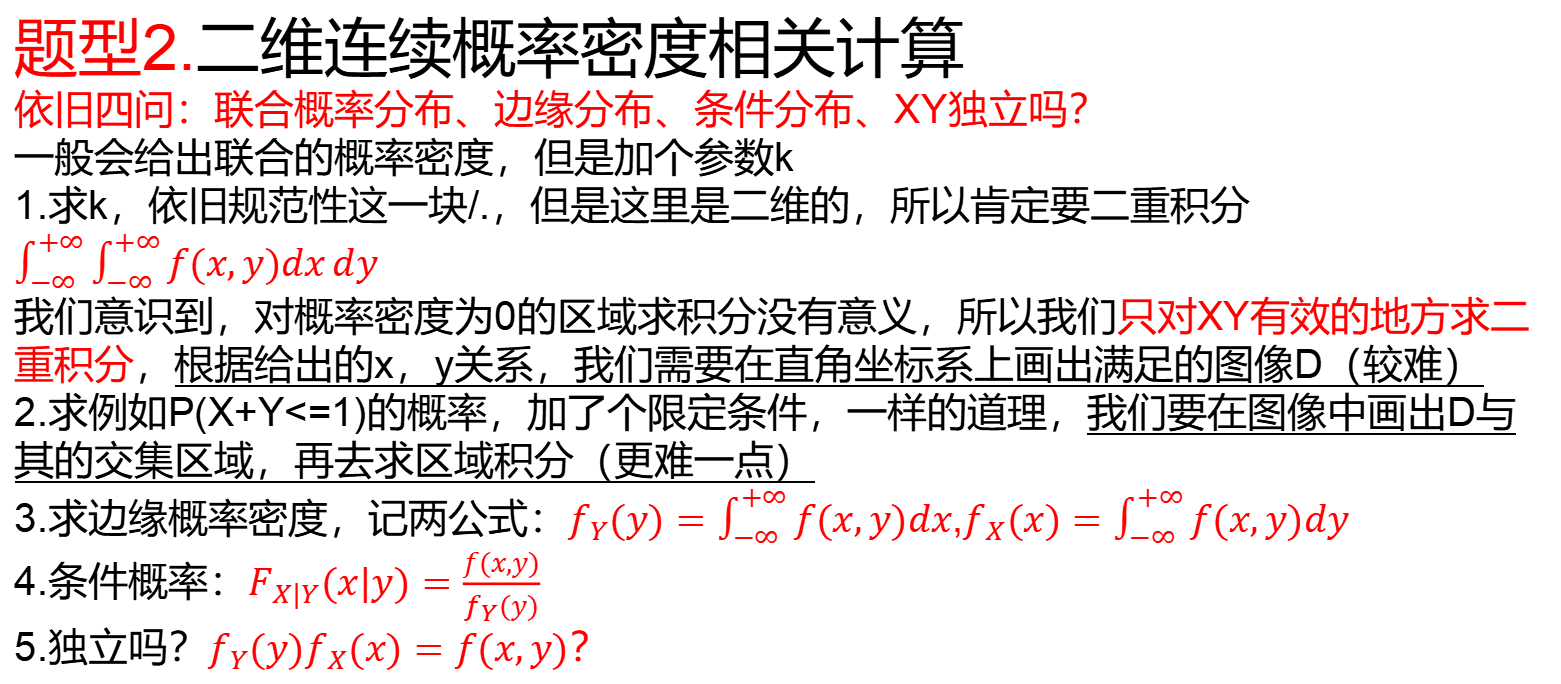 题型2.二维连续概率密度相关计算
依旧四问：联合概率分布、边缘分布、条件分布、XY独立吗？
一般会给出联合的概率密度，但是加个参数k
1.求k，依旧规范性这一块/.，但是这里是二维的，所以肯定要二重积分
∫_{−∞}^{+∞} ∫_{−∞}^{+∞} f(x, y)dx dy
我们意识到，对概率密度为0的区域求积分没有意义，所以我们只对XY有效的地方求二
重积分，根据给出的x，y关系，我们需要在直角坐标系上画出满足的图像D（较难）
2.求例如P(X+Y<=1)的概率，加了个限定条件，一样的道理，我们要在图像中画出D与
其的交集区域，再去求区域积分（更难一点）
3.求边缘概率密度，记两公式：f_Y(y) = ∫_{−∞}^{+∞} f(x, y)dx,f_X(x) = ∫_{−∞}^{+∞} f(x, y)dy
4.条件概率：F_{X|Y}(x|y) = \frac{f(x,y)}{f_Y(y)}
5.独立吗？f_Y(y)f_X(x) = f(x, y)?